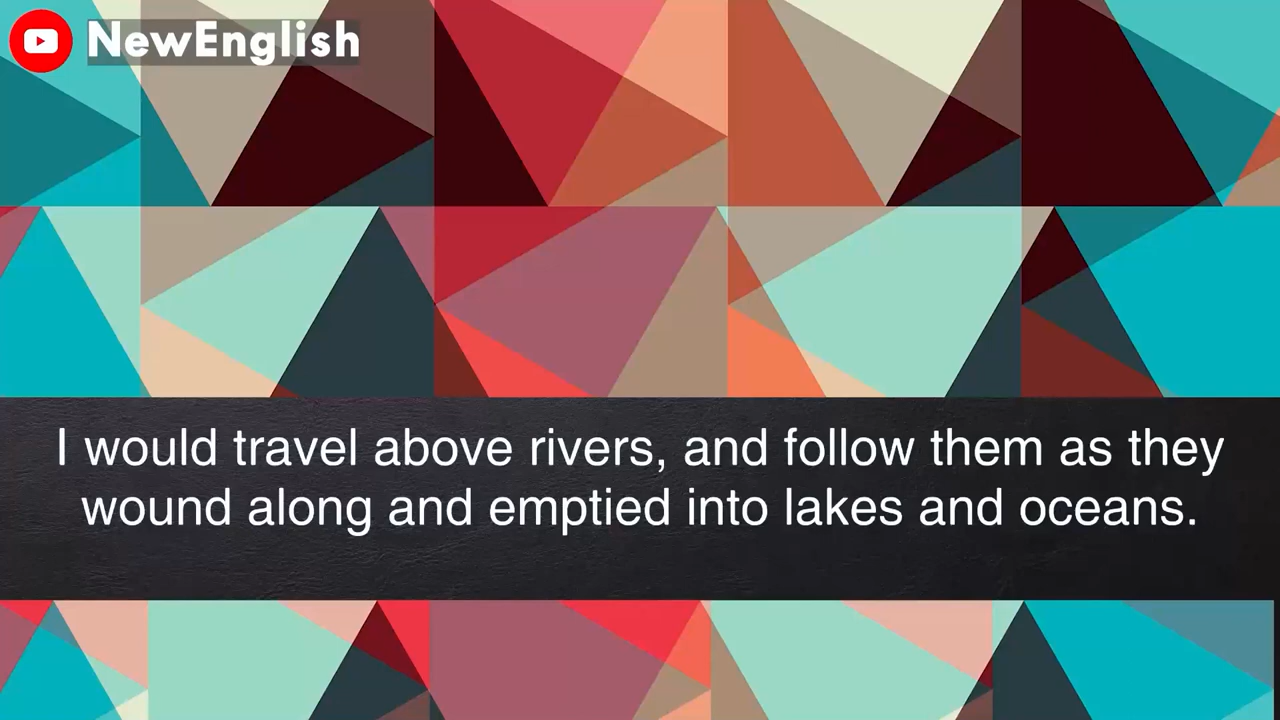 NewEnglish
I would travel above rivers, and follow them as they
wound along and emptied into lakes and oceans.